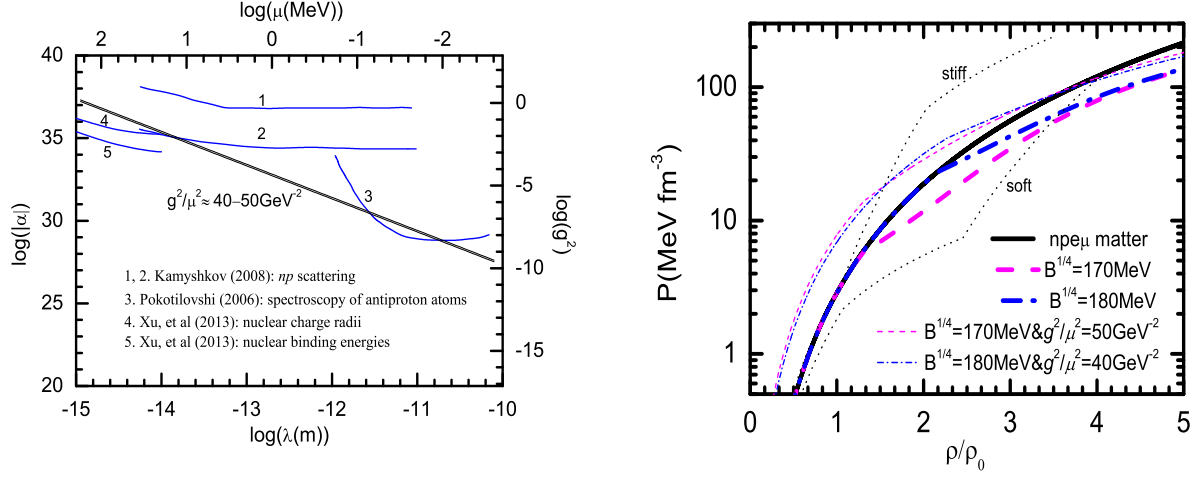 log(μ(MeV))
2 1 0 -1 -2
40
35
30
25
20
log(|α|)
0
-5
-10
-15
log(g²)
1
2
3
4
5
g²/μ²≈ 40–50GeV⁻²
1, 2. Kamyshkov (2008): np scattering
3. Pokotilovshi (2006): spectroscopy of antiproton atoms
4. Xu, et al (2013): nuclear charge radii
5. Xu, et al (2013): nuclear binding energies
-15 -14 -13 -12 -11 -10
log(λ(m))
P(MeV fm⁻³)
100
10
1
stiff
soft
npeμ matter
B^1/4=170MeV
B^1/4=180MeV
B^1/4=170MeV&g²/μ²=50GeV⁻²
B^1/4=180MeV&g²/μ²=40GeV⁻²
0 1 2 3 4 5
ρ/ρ₀